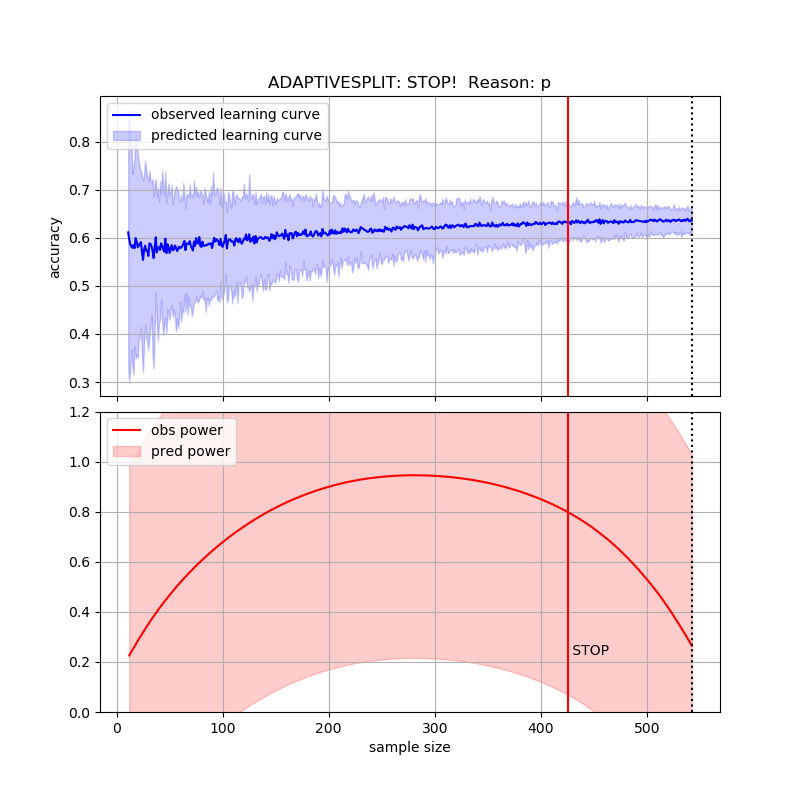 ADAPTIVESPLIT: STOP!  Reason: p
observed learning curve
predicted learning curve
accuracy
0.8
0.7
0.6
0.5
0.4
0.3
obs power
pred power
1.2
1.0
0.8
0.6
0.4
0.2
0.0
STOP
0 100 200 300 400 500
sample size